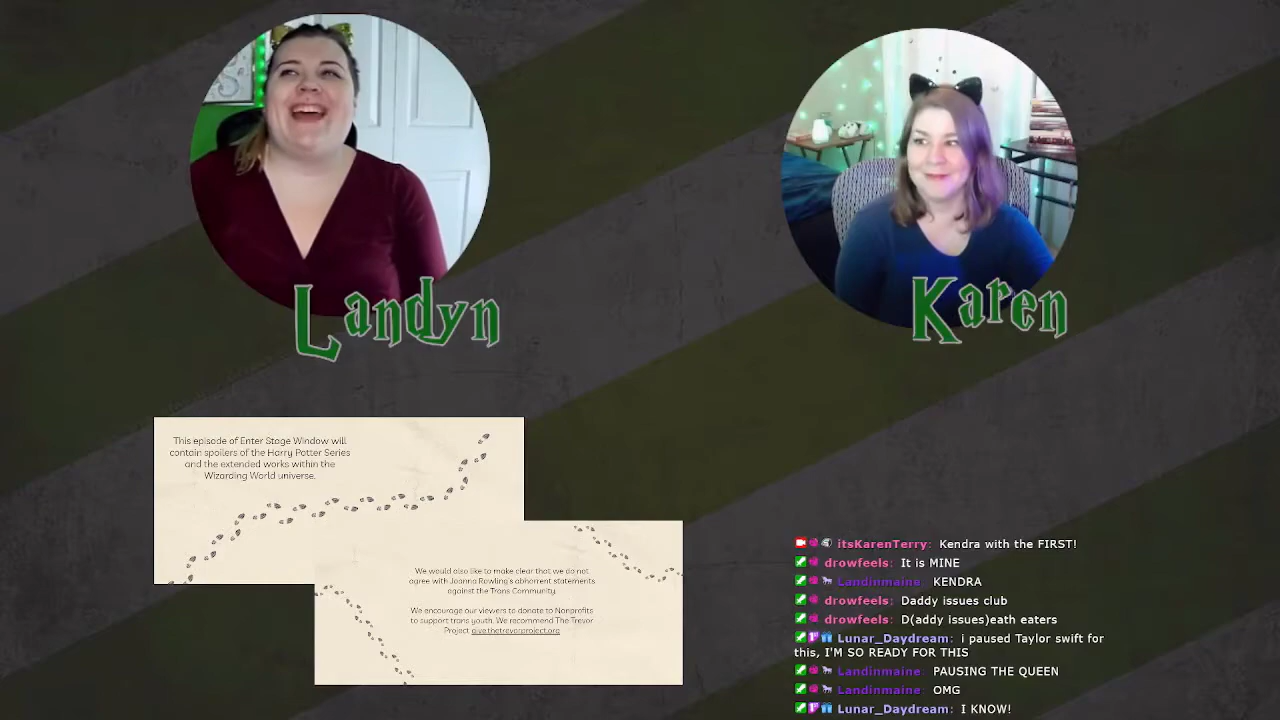 Landyn
Karen
This episode of Enter Stage Window will
contain spoilers of the Harry Potter Series
and the extended works within the
Wizarding World universe.
We would also like to make clear that we do not
agree with Joanna Rowling's abhorrent statements
against the Trans Community.
We encourage our viewers to donate to Nonprofits
to support trans youth. We recommend The Trevor
Project give.thetrevorproject.org
itsKarenTerry: Kendra with the FIRST!
drowfeels: It is MINE
Landinmaine: KENDRA
drowfeels: Daddy issues club
drowfeels: D(addy issues)eath eaters
Lunar_Daydream: i paused Taylor swift for
this, I'M SO READY FOR THIS
Landinmaine: PAUSING THE QUEEN
Landinmaine: OMG
Lunar_Daydream: I KNOW!